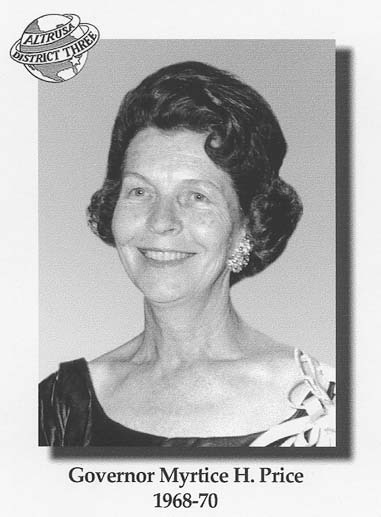 ALTRUSA
DISTRICT THREE
Governor Myrtice H. Price
1968-70